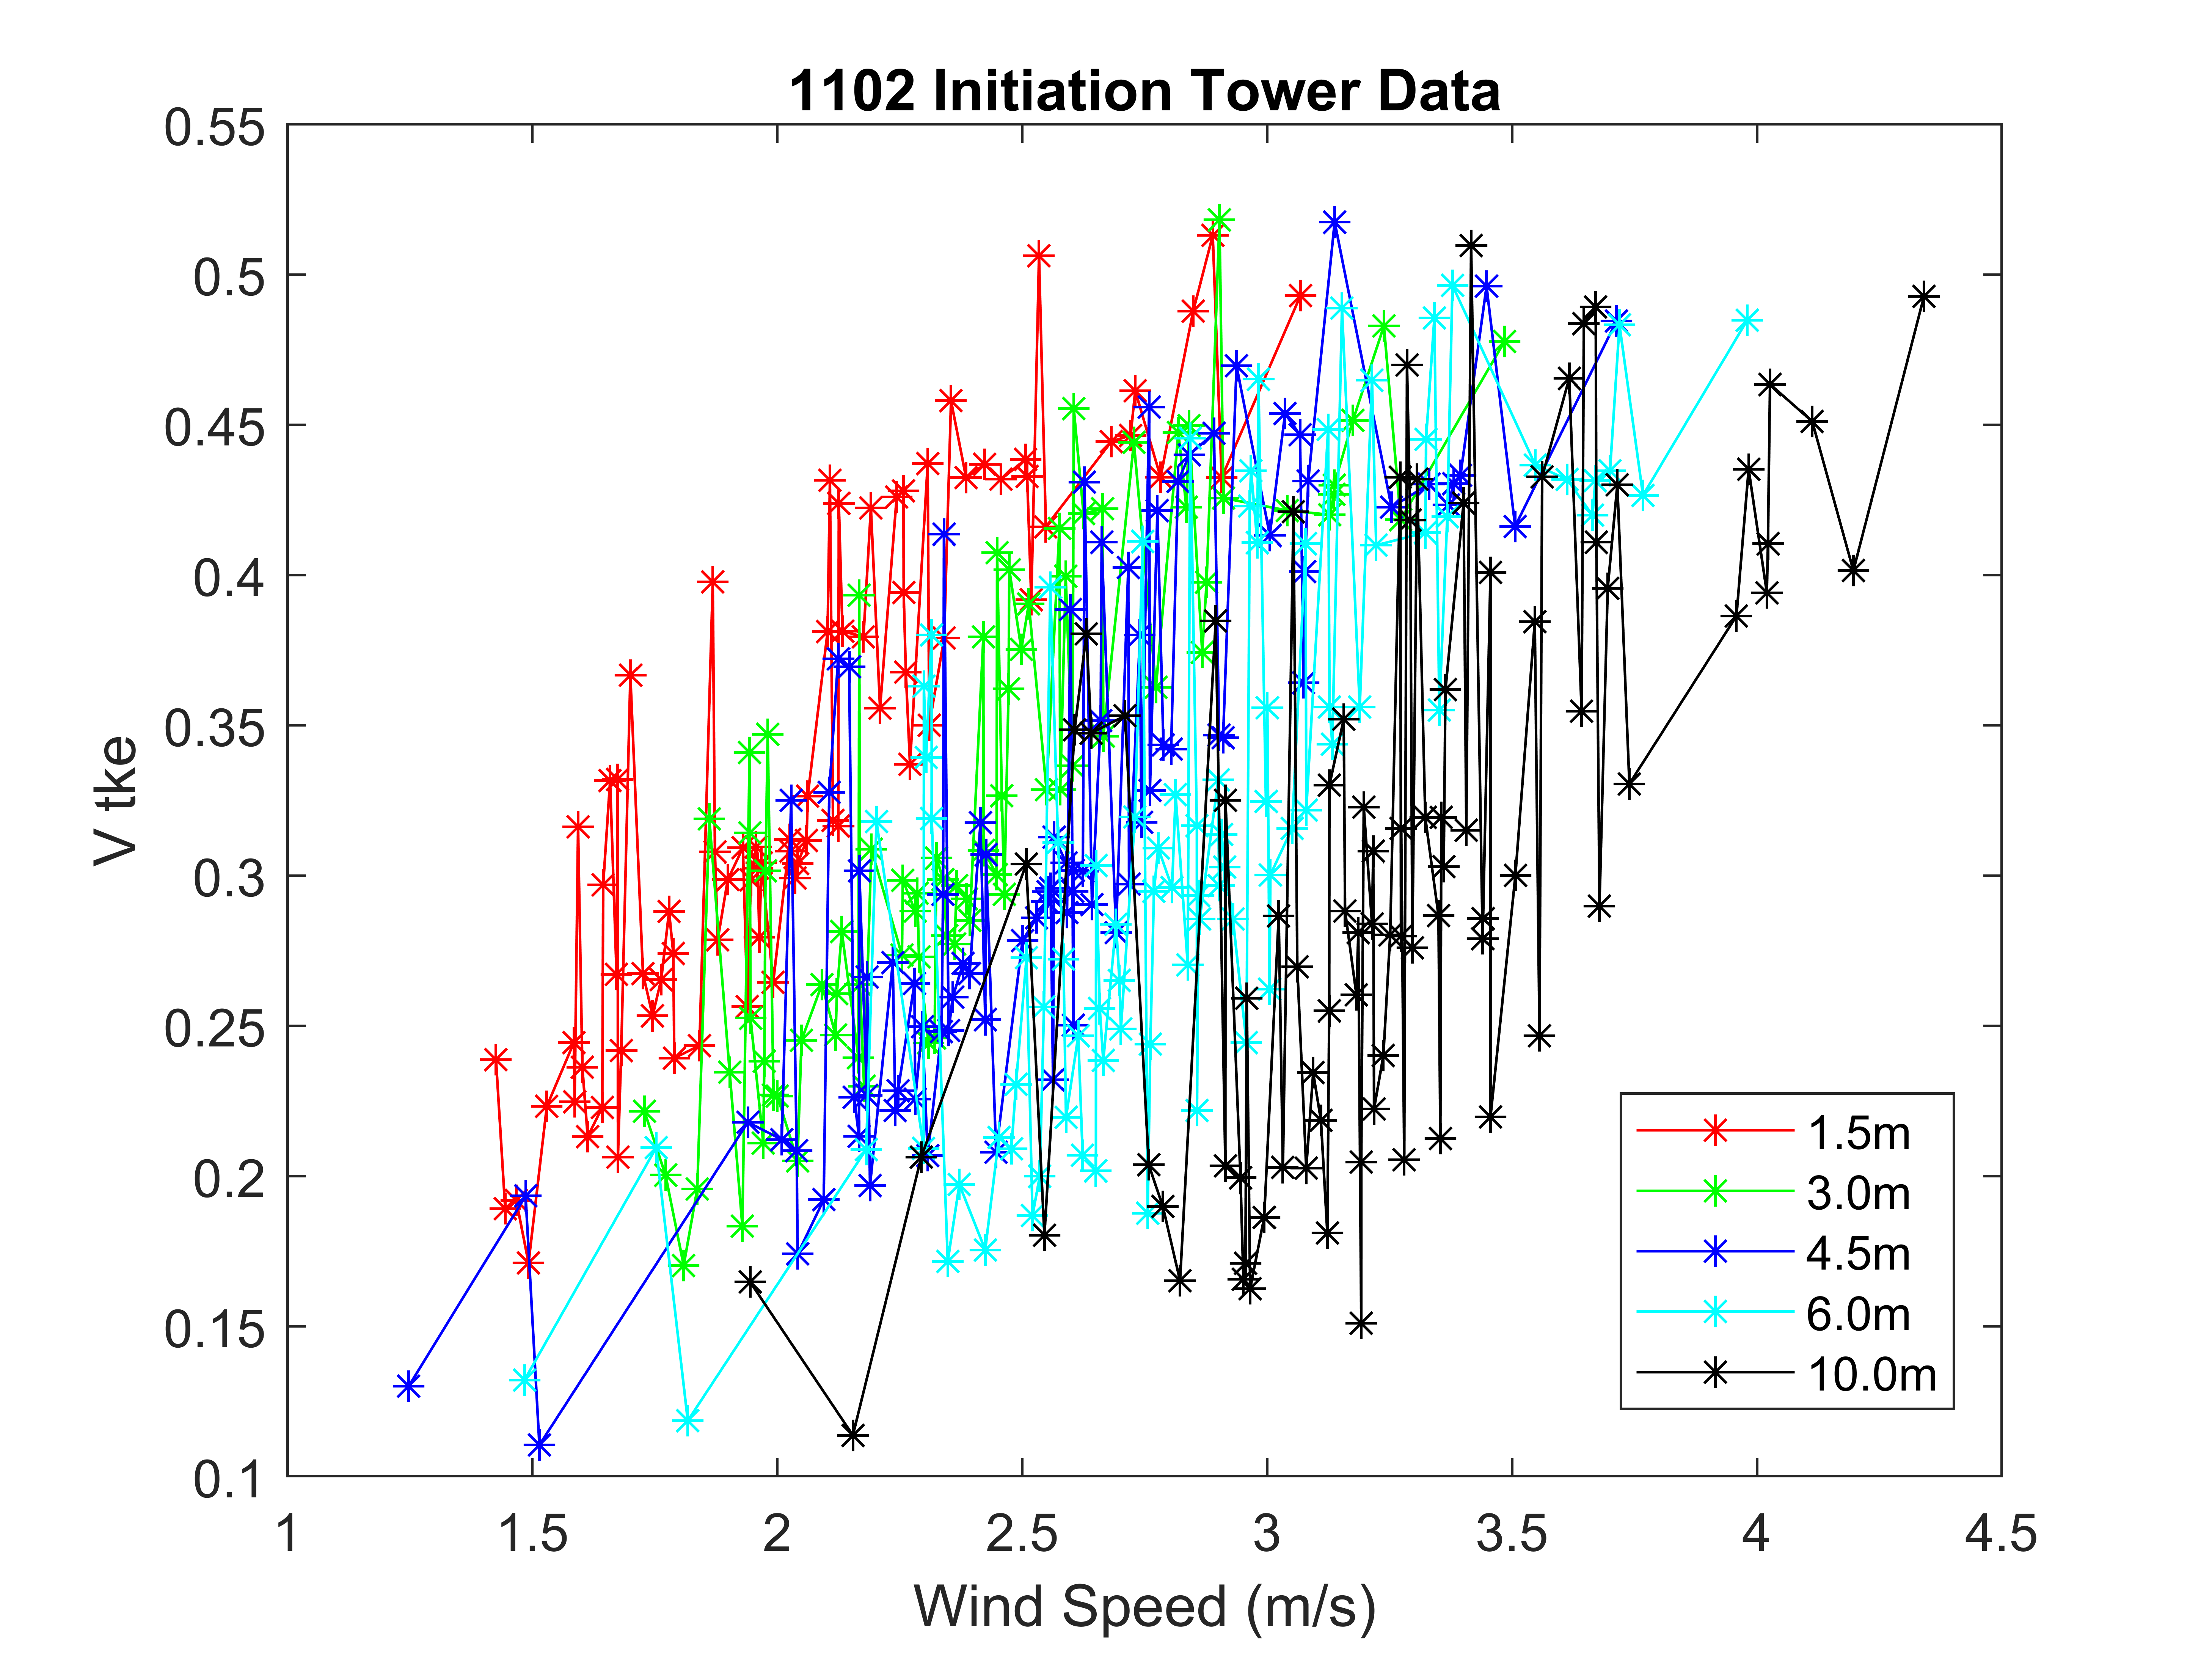 1102 Initiation Tower Data
0.55
0.5
0.45
0.4
0.35
0.3
0.25
0.2
0.15
0.1
V tke
1 1.5 2 2.5 3 3.5 4 4.5
Wind Speed (m/s)
1.5m
3.0m
4.5m
6.0m
10.0m